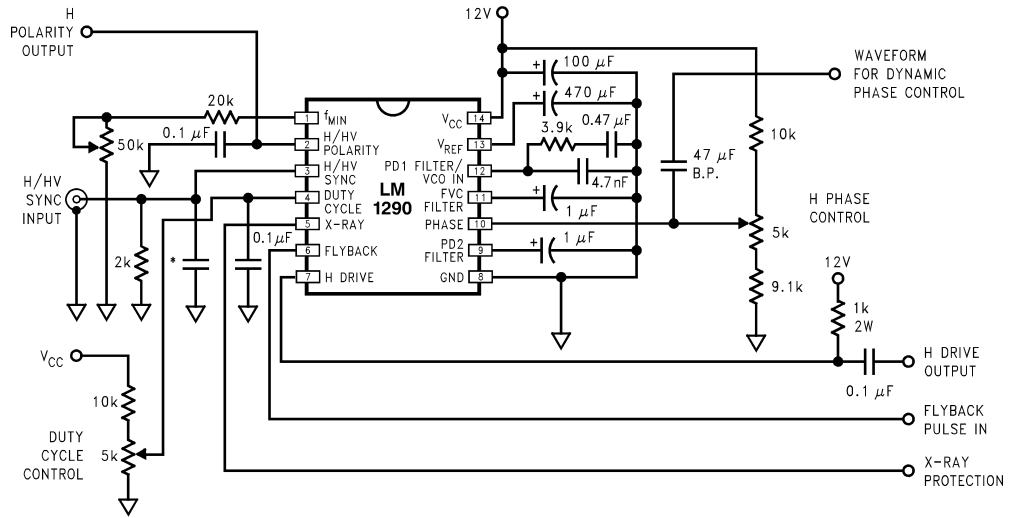 H
POLARITY
OUTPUT
12V
100 μF
470 μF
0.47μF
3.9k
4.7nF
1 μF
1 μF
WAVEFORM
FOR DYNAMIC
PHASE CONTROL
47 μF
B.P.
10k
H PHASE
CONTROL
5k
9.1k
20k
0.1 μF
50k
H/HV
SYNC
INPUT
2k
*
0.1μF
1 fMIN
2 H/HV
POLARITY
3 H/HV
SYNC
4 DUTY
CYCLE
5 X-RAY
6 FLYBACK
7 H DRIVE
LM
1290
VCC 14
VREF 13
PD1 FILTER/
VCO IN 12
FVC 11
FILTER
PHASE 10
PD2 9
FILTER
GND 8
12V
1k
2W
H DRIVE
OUTPUT
0.1 μF
FLYBACK
PULSE IN
X-RAY
PROTECTION
VCC
10k
DUTY
CYCLE
CONTROL
5k